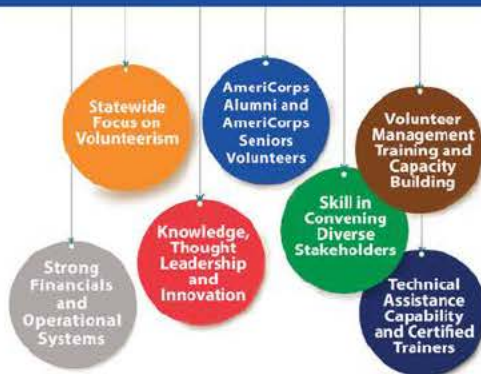 Statewide
Focus on
Volunteerism
AmeriCorps
Alumni and
AmeriCorps
Seniors
Volunteers
Volunteer
Management
Training and
Capacity
Building
Strong
Financials
and
Operational
Systems
Knowledge,
Thought
Leadership
and
Innovation
Skill in
Convening
Diverse
Stakeholders
Technical
Assistance
Capability
and Certified
Trainers